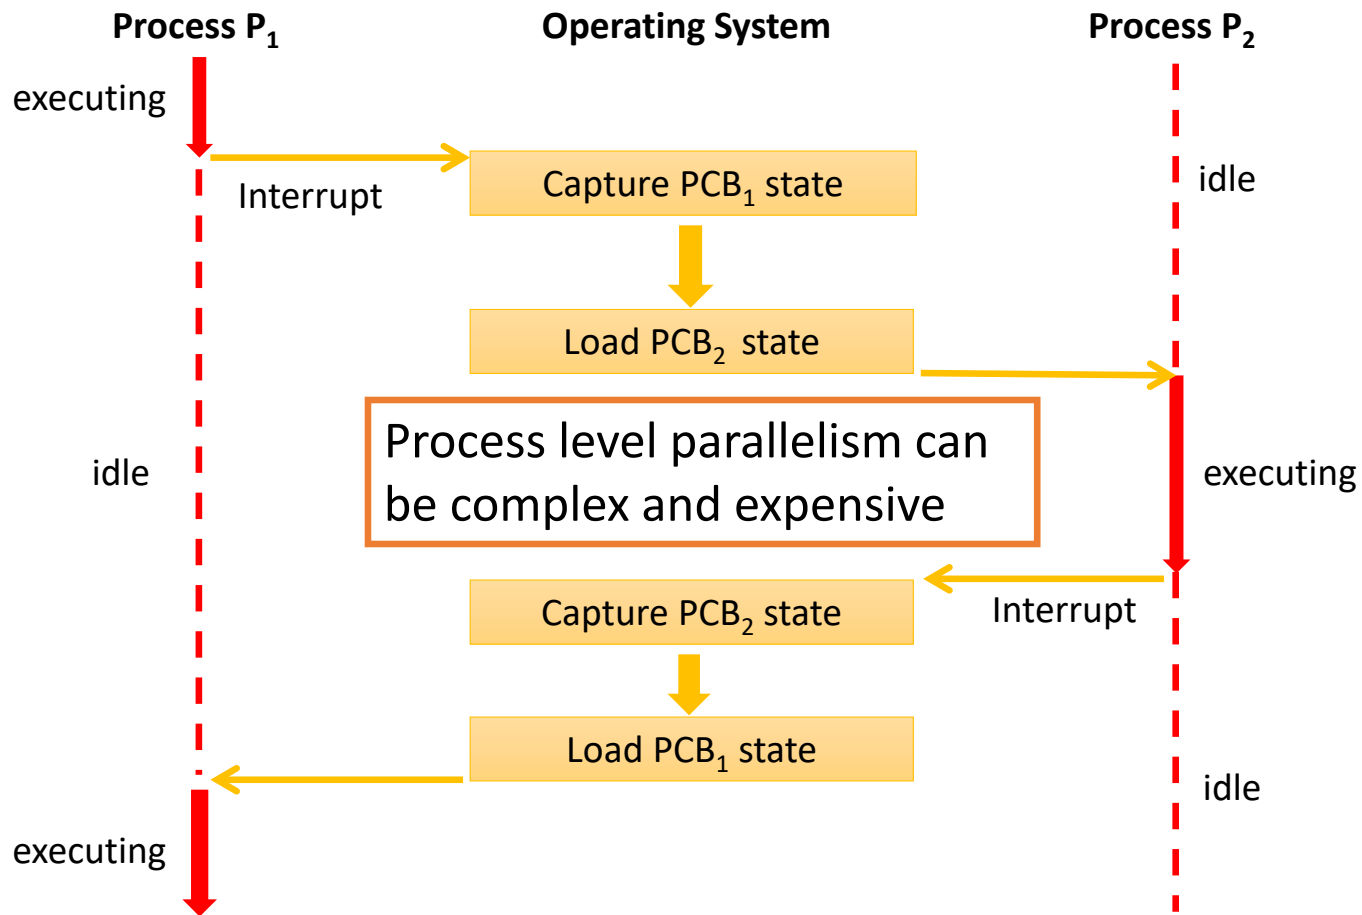 Process P₁ Operating System Process P₂
executing
Interrupt
Capture PCB₁ state
idle
Load PCB₂ state
Process level parallelism can
be complex and expensive
idle
executing
Capture PCB₂ state
Interrupt
Load PCB₁ state
idle
executing